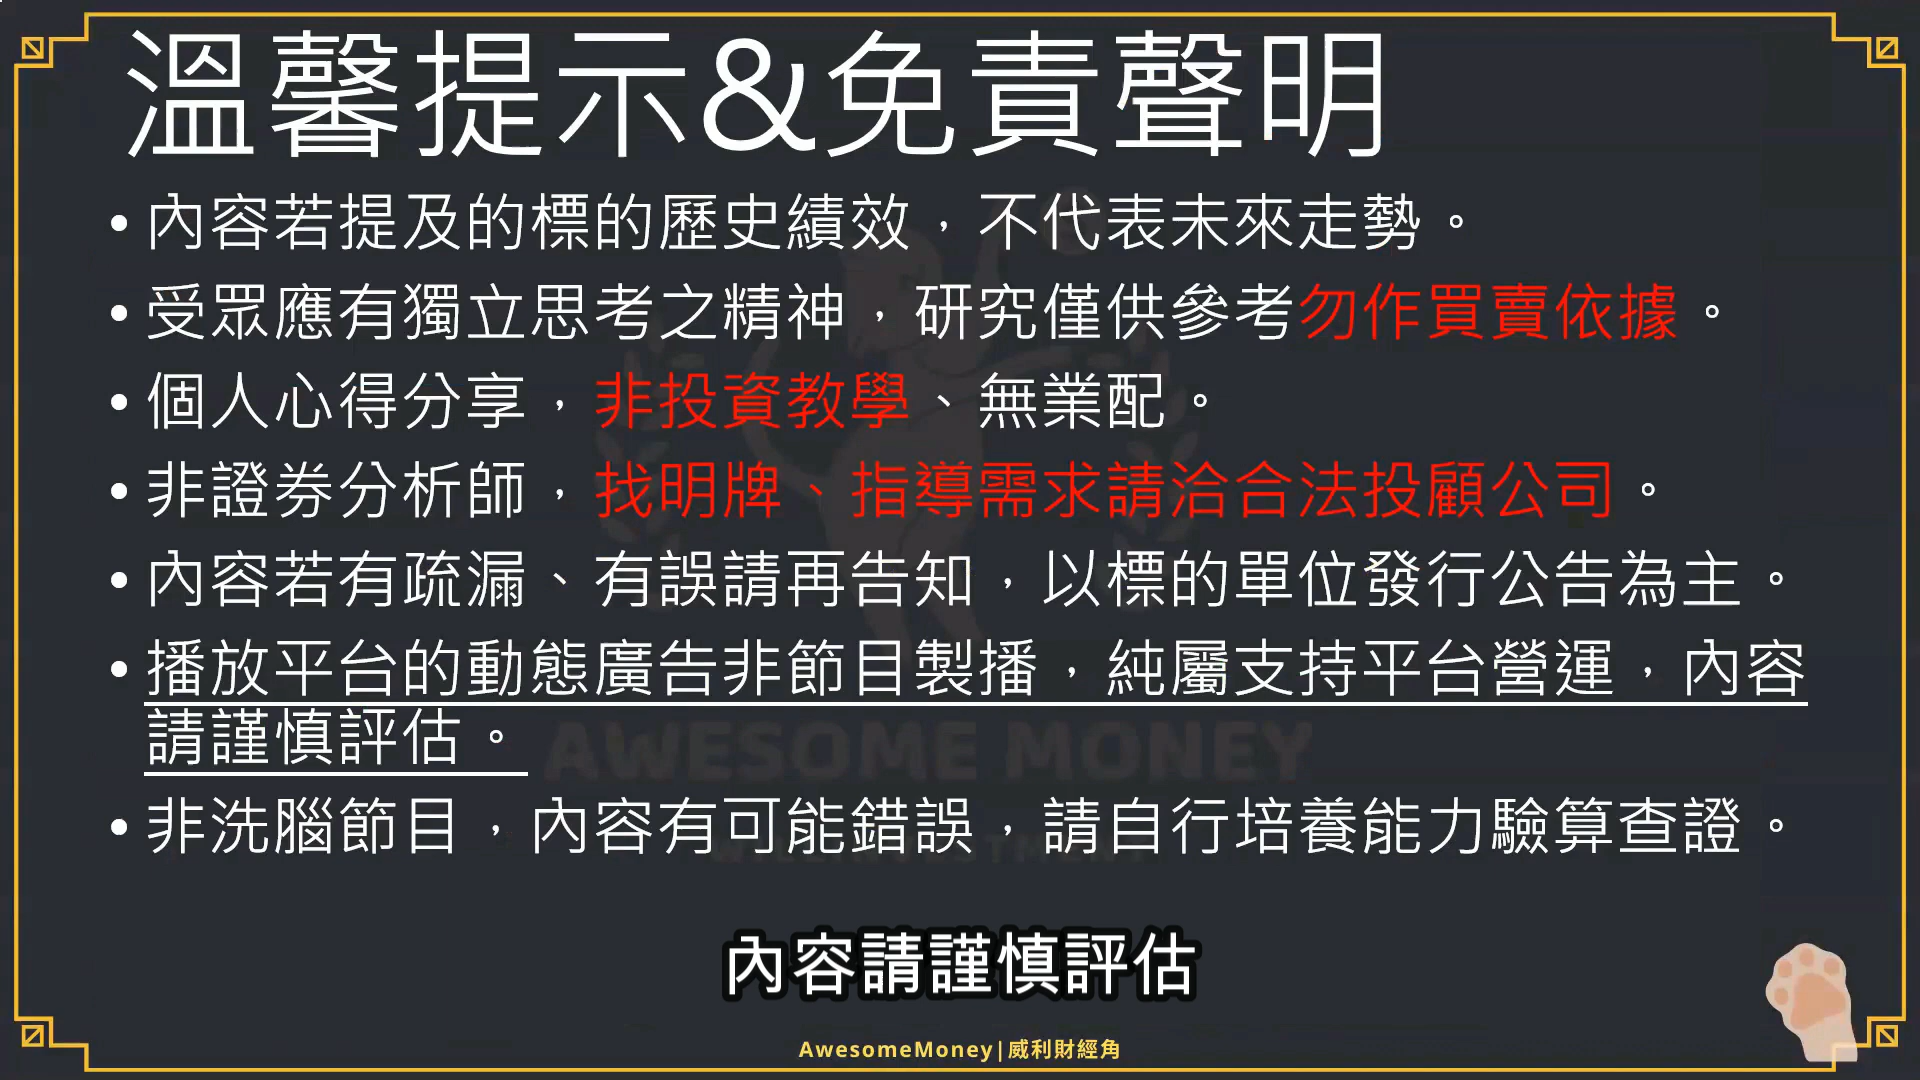 溫馨提示&免責聲明
• 內容若提及的標的歷史績效，不代表未來走勢。
• 受眾應有獨立思考之精神，研究僅供參考勿作買賣依據。
• 個人心得分享，非投資教學、無業配。
• 非證券分析師，找明牌、指導需求請洽合法投顧公司。
• 內容若有疏漏、有誤請再告知，以標的單位發行公告為主。
• 播放平台的動態廣告非節目製播，純屬支持平台營運，內容
請謹慎評估。
AWESOME MONEY
• 非洗腦節目，內容有可能錯誤，請自行培養能力驗算查證。
內容請謹慎評估
AwesomeMoney|威利財經角